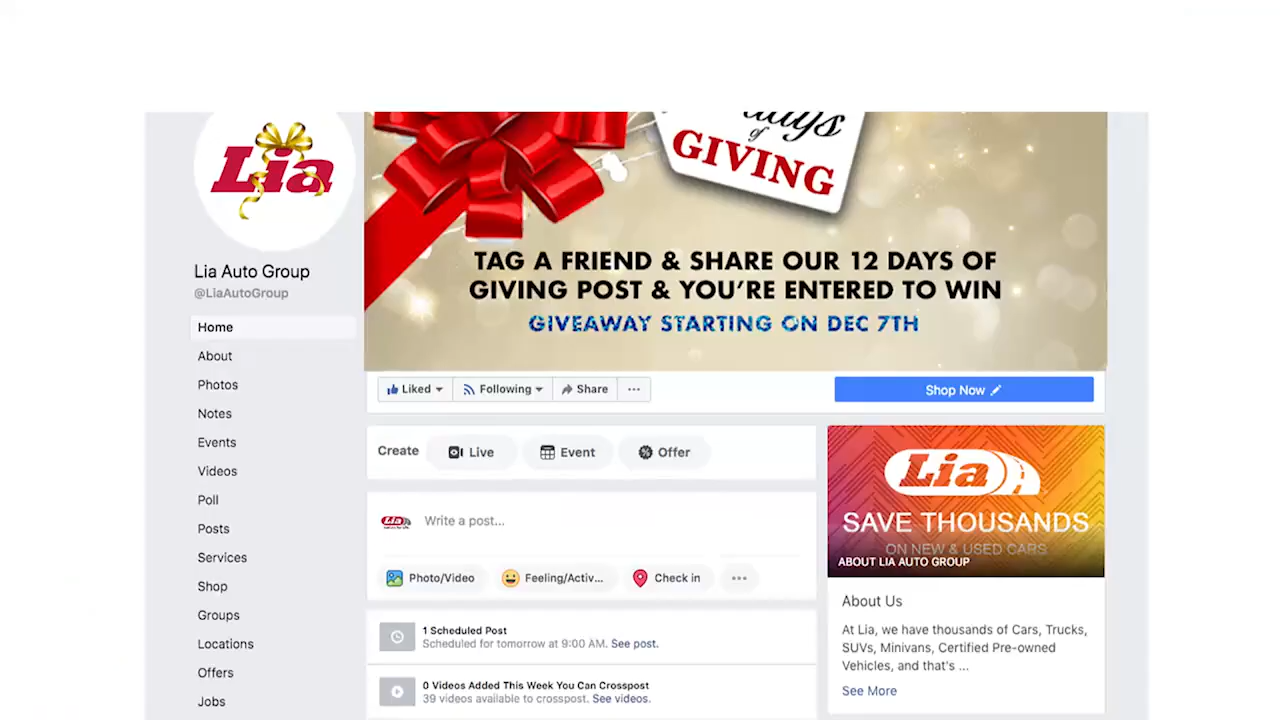 Lia
Lia Auto Group
@LiaAutoGroup
Home
About
Photos
Notes
Events
Videos
Poll
Posts
Services
Shop
Groups
Locations
Offers
Jobs
days
of
GIVING
TAG A FRIEND & SHARE OUR 12 DAYS OF
GIVING POST & YOU'RE ENTERED TO WIN
GIVEAWAY STARTING ON DEC 7TH
Liked
Following
Share
...
Shop Now
Create
Live
Event
Offer
Lia
Write a post...
Photo/Video
Feeling/Activ...
Check in
...
1 Scheduled Post
Scheduled for tomorrow at 9:00 AM. See post.
0 Videos Added This Week You Can Crosspost
39 videos available to crosspost. See videos.
Lia
SAVE THOUSANDS
ON NEW & USED CARS
ABOUT LIA AUTO GROUP
About Us
At Lia, we have thousands of Cars, Trucks,
SUVs, Minivans, Certified Pre-owned
Vehicles, and that's ...
See More